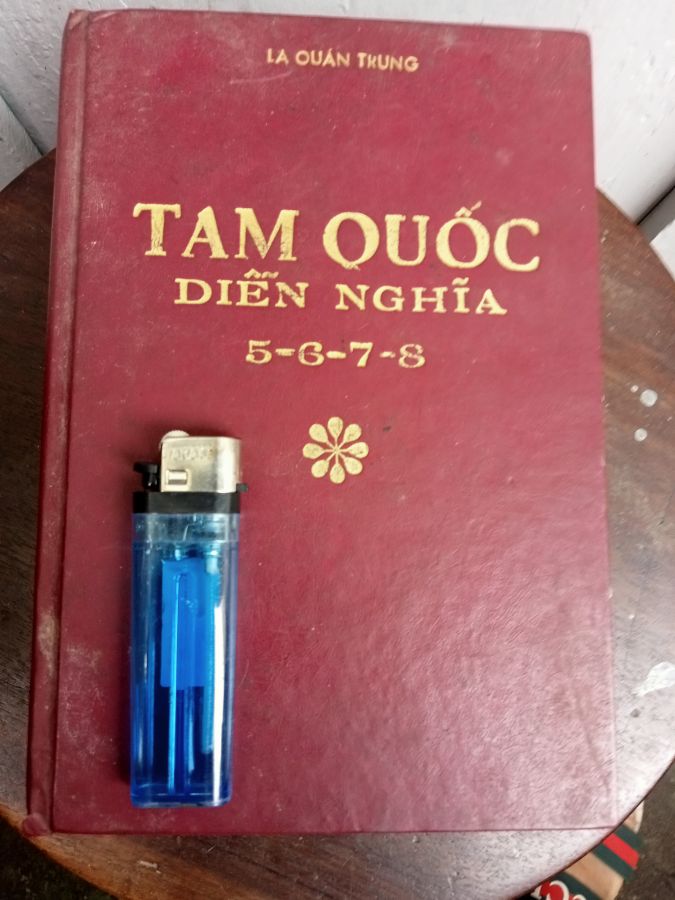 LA QUÁN TRUNG
TAM QUỐC
DIỄN NGHĨA
5-6-7-8